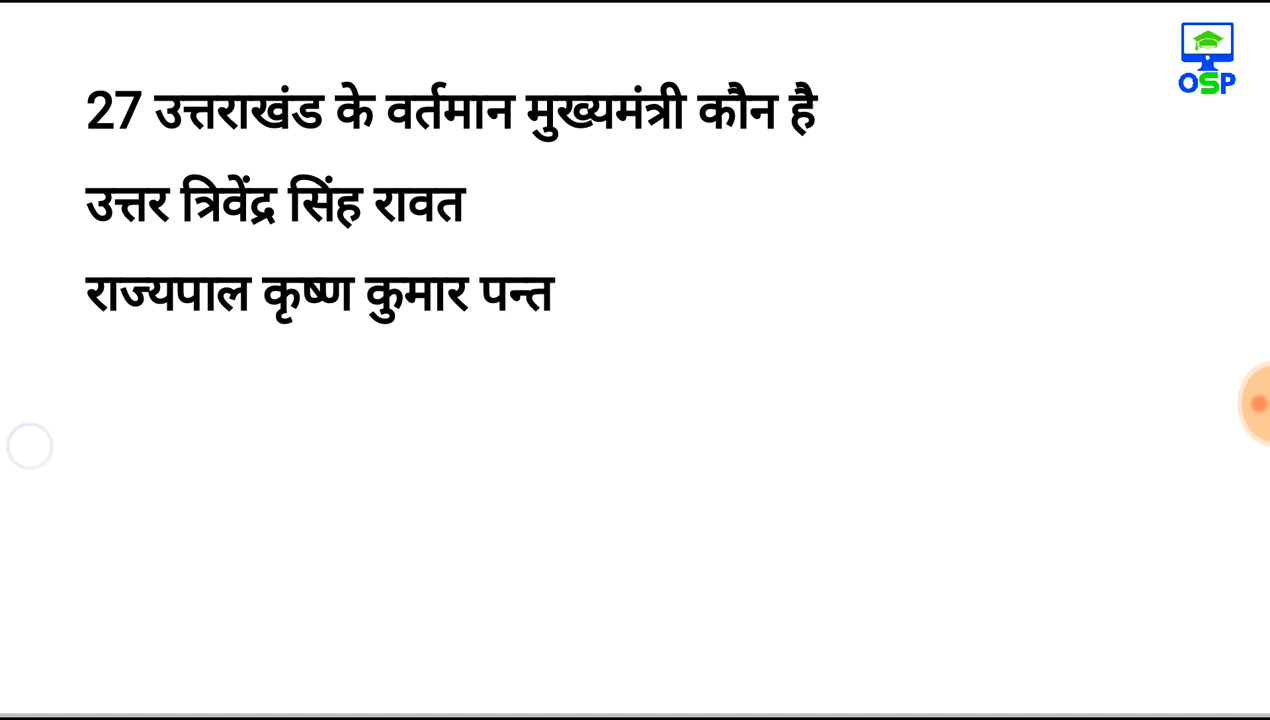 OSP
27 उत्तराखंड के वर्तमान मुख्यमंत्री कौन है
उत्तर त्रिवेंद्र सिंह रावत
राज्यपाल कृष्ण कुमार पन्त